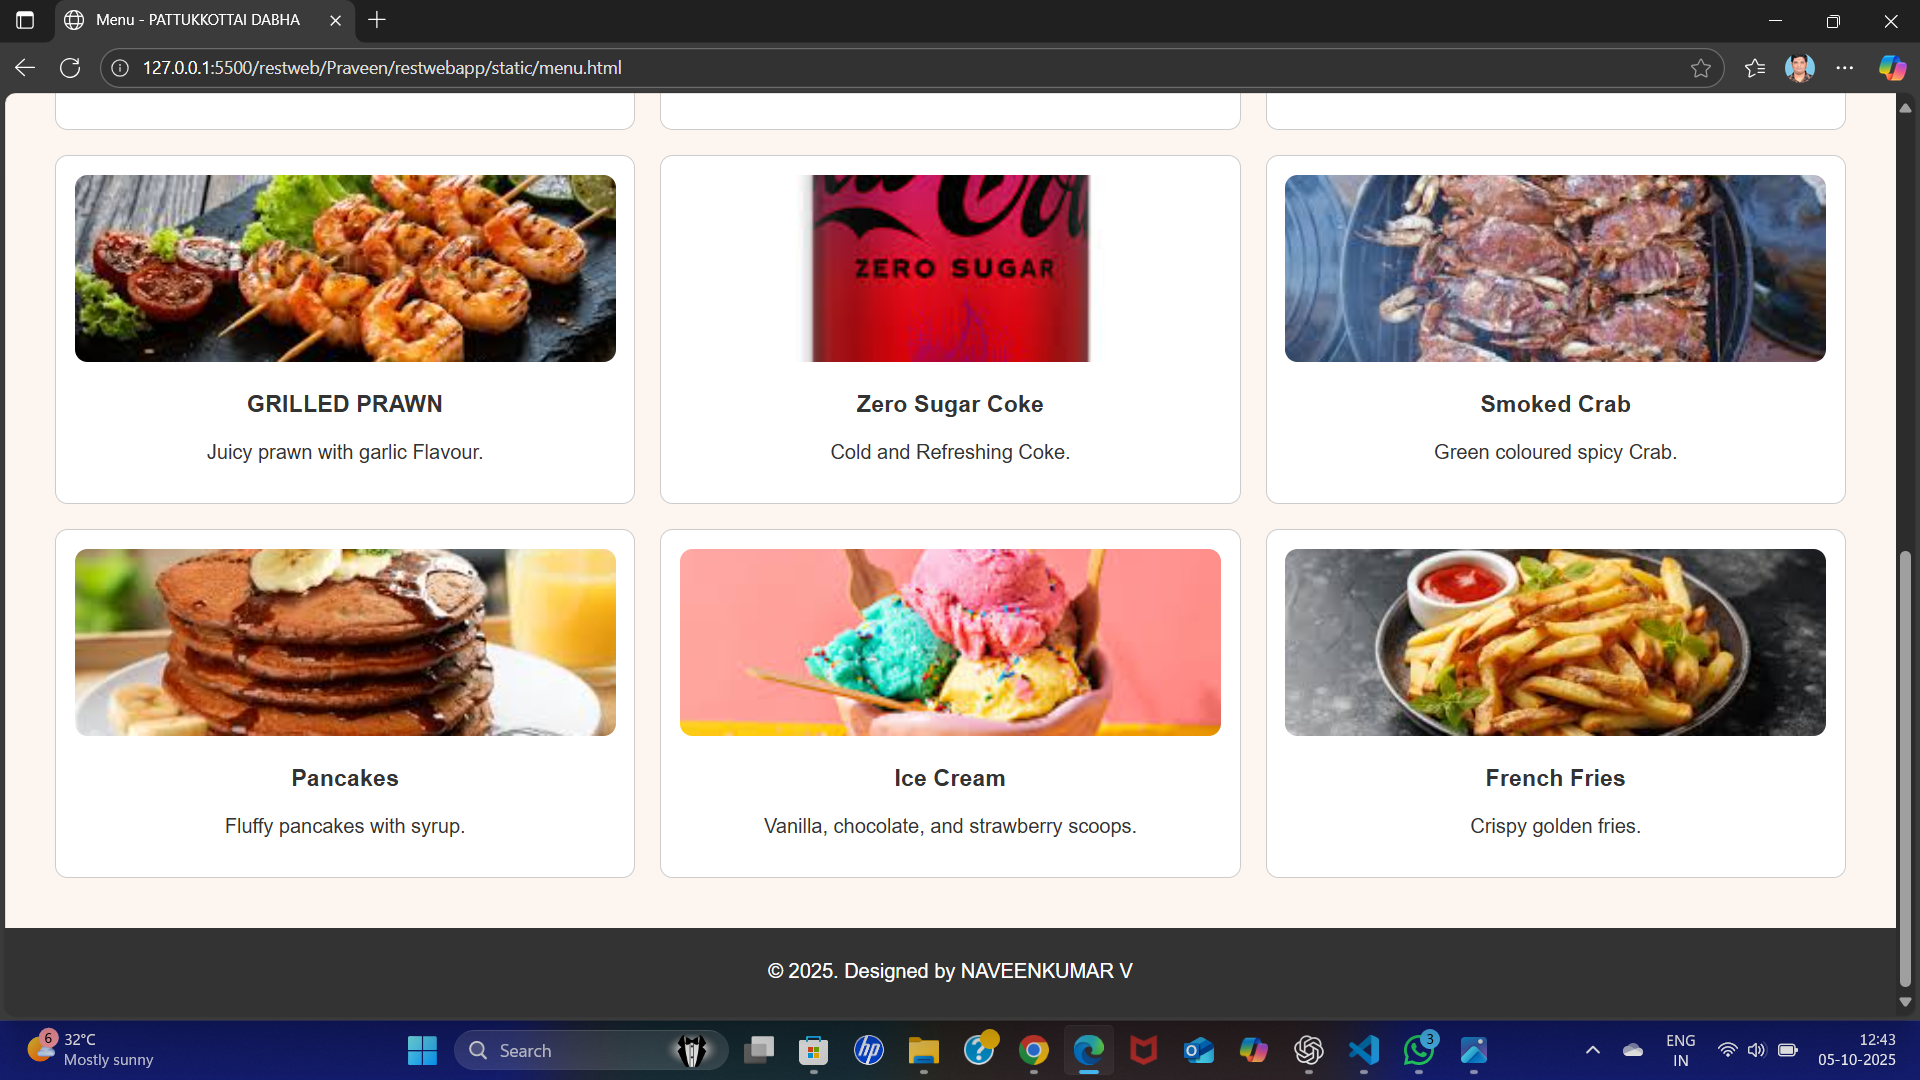 Menu - PATTUKKOTTAI DABHA
127.0.0.1:5500/restweb/Praveen/restwebapp/static/menu.html
ZERO SUGAR
GRILLED PRAWN
Juicy prawn with garlic Flavour.
Zero Sugar Coke
Cold and Refreshing Coke.
Smoked Crab
Green coloured spicy Crab.
Pancakes
Fluffy pancakes with syrup.
Ice Cream
Vanilla, chocolate, and strawberry scoops.
French Fries
Crispy golden fries.
© 2025. Designed by NAVEENKUMAR V
6
32°C
Mostly sunny
Search
hp
3
ENG
IN
12:43
05-10-2025